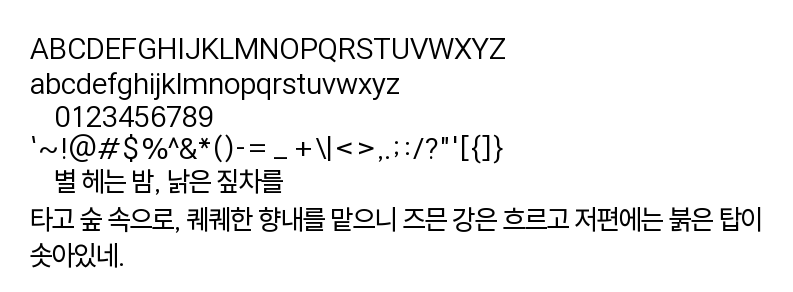 ABCDEFGHIJKLMNOPQRSTUVWXYZ
abcdefghijklmnopqrstuvwxyz
0123456789
`~!@#$%^&*()-=_+\|<>,.;:/?"'[{]}
별 헤는 밤, 낡은 짚차를
타고 숲 속으로, 퀘퀘한 향내를 맡으니 즈믄 강은 흐르고 저편에는 붉은 탑이
솟아있네.